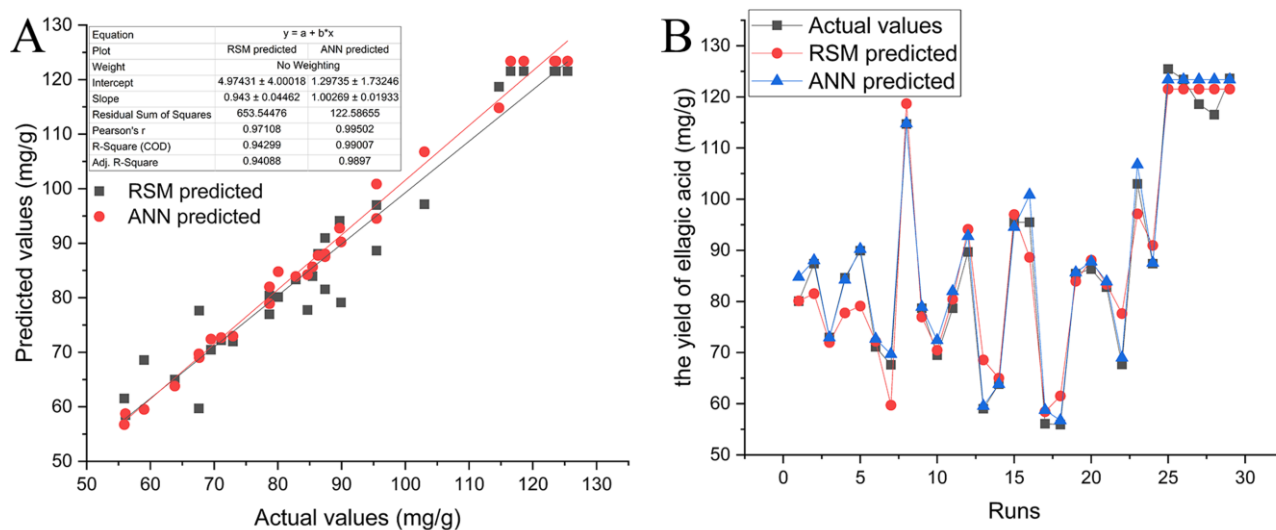 A
Equation y = a + b*x
Plot RSM predicted ANN predicted
Weight No Weighting
Intercept 4.97431 ± 4.00018 1.29735 ± 1.73246
Slope 0.943 ± 0.04462 1.00269 ± 0.01933
Residual Sum of Squares 653.54476 122.58655
Pearson's r 0.97108 0.99502
R-Square (COD) 0.94299 0.99007
Adj. R-Square 0.94088 0.9897
RSM predicted
ANN predicted
Predicted values (mg/g)
130
120
110
100
90
80
70
60
50
50 60 70 80 90 100 110 120 130
Actual values (mg/g)
B
Actual values
RSM predicted
ANN predicted
the yield of ellagic acid (mg/g)
130
120
110
100
90
80
70
60
50
0 5 10 15 20 25 30
Runs